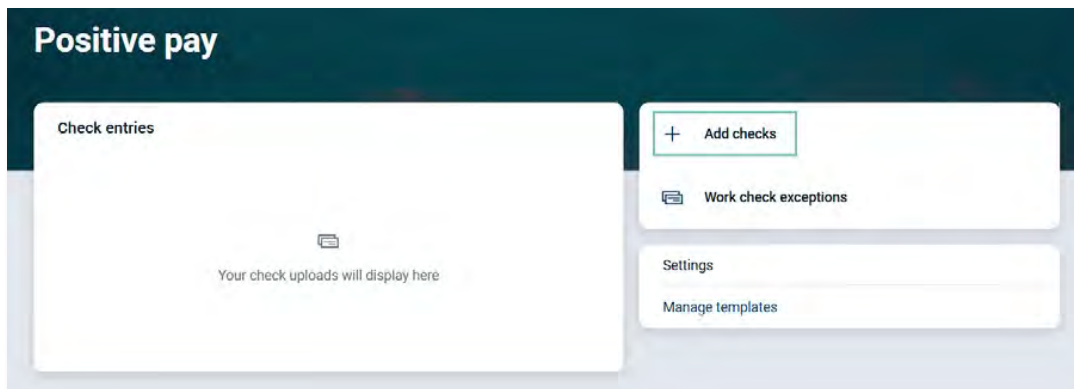 Positive pay
Check entries
Your check uploads will display here
Add checks
Work check exceptions
Settings
Manage templates